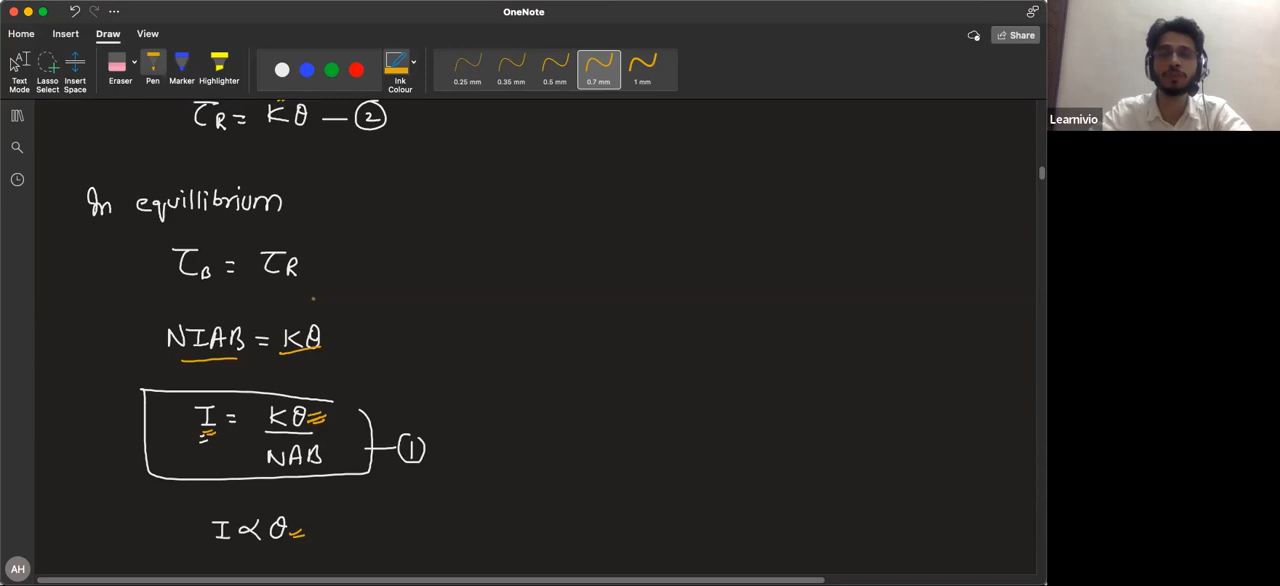 OneNote
Home Insert Draw View
Share
Text Mode
Lasso Select
Insert Space
Eraser
Pen
Marker
Highlighter
0.25 mm
0.35 mm
0.5 mm
0.7 mm
1 mm
Ink Colour
Learnivio
τR = Kθ — ②
In equillibrium
τB = τR
NIAB = Kθ
I = Kθ
NAB
— ①
I ∝ θ
AH